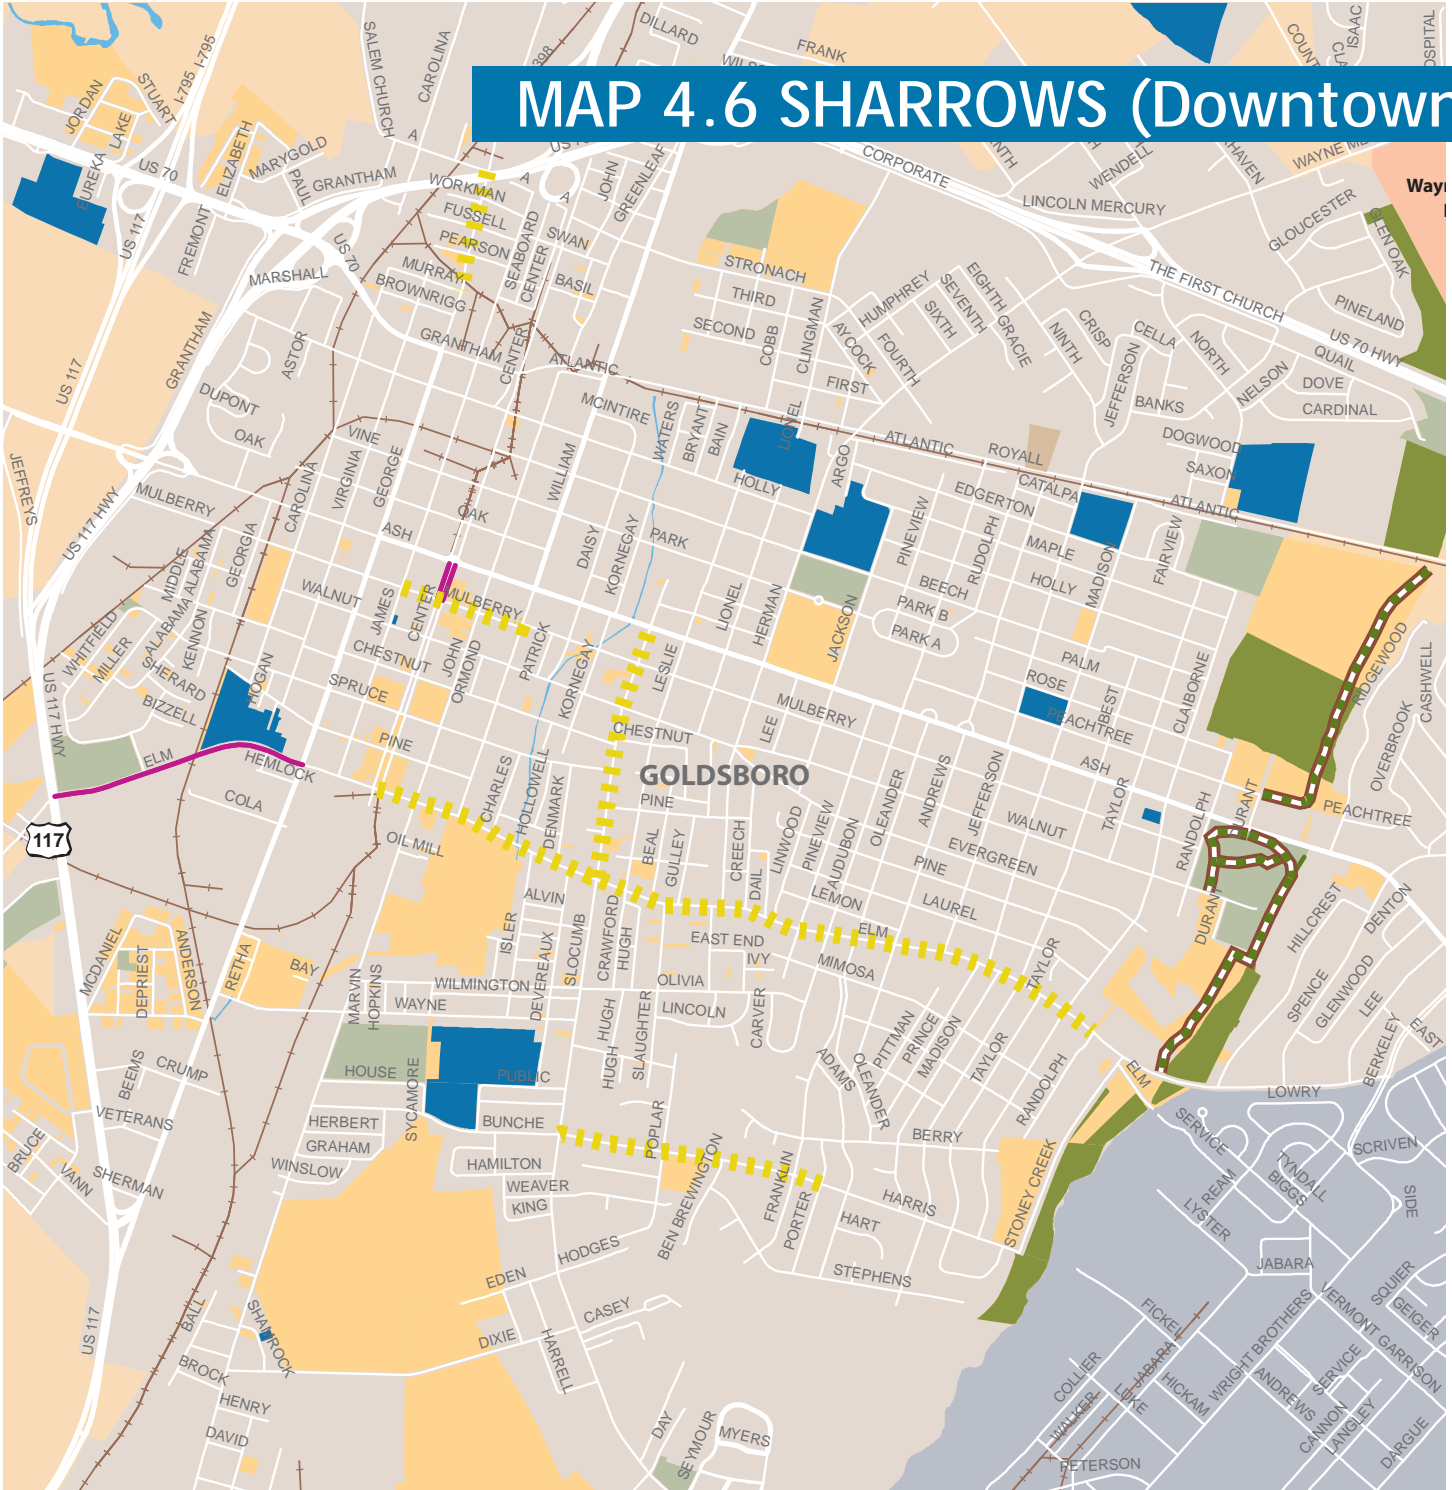 MAP 4.6 SHARROWS (Downtown
DILLARD
FRANK
SALEM CHURCH
CAROLINA
I-795
I-795
STUART
JORDAN
LAKE
EUREKA
US 70
ELIZABETH
MARYGOLD
PAUL
GRANTHAM
FREMONT
US 117
A
A
A
WORKMAN
FUSSELL
PEARSON
MURRAY
BROWNRIGG
SEABOARD
CENTER
SWAN
BASIL
JOHN
GREENLEAF
CORPORATE
WENDELL
LINCOLN MERCURY
GLOUCESTER
GLEN OAK
THE FIRST CHURCH
PINELAND
US 70 HWY
QUAIL
DOVE
CARDINAL
MARSHALL
US 70
GRANTHAM
ASTOR
GRANTHAM
CENTER
ATLANTIC
STRONACH
THIRD
SECOND
COBB
CLINGMAN
AYCOCK
HUMPHREY
FOURTH
SIXTH
SEVENTH
EIGHTH
GRACIE
NINTH
CRISP
CELLA
NORTH
NELSON
JEFFERSON
BANKS
FIRST
US 117
DUPONT
OAK
VINE
VIRGINIA
GEORGE
CAROLINA
MCINTIRE
WATERS
BRYANT
BAIN
LIONEL
HOLLY
ARGO
ATLANTIC
ROYALL
CATALPA
EDGERTON
DOGWOOD
SAXON
ATLANTIC
JEFFREYS
US 117 HWY
MULBERRY
WILLIAM
OAK
ASH
DAISY
KORNEGAY
PARK
PINEVIEW
RUDOLPH
MAPLE
HOLLY
MADISON
FAIRVIEW
BEECH
PARK B
PARK A
PALM
ROSE
PEACHTREE
BEST
CLAIBORNE
GEORGIA
ALABAMA
ALABAMA
MIDDLE
WHITFIELD
MILLER
KENNON
SHERARD
BIZZELL
HOGAN
WALNUT
JAMES
CENTER
MULBERRY
CHESTNUT
JOHN
ORMOND
PATRICK
SPRUCE
PINE
KORNEGAY
LESLIE
LIONEL
HERMAN
JACKSON
LEE
MULBERRY
CHESTNUT
GOLDSBORO
RIDGEWOOD
CASHWELL
OVERBROOK
PEACHTREE
US 117 HWY
ELM
HEMLOCK
COLA
117
OIL MILL
CHARLES
HOLLOWELL
DENMARK
PINE
BEAL
GULLEY
CREECH
DAIL
LINWOOD
PINEVIEW
AUDUBON
OLEANDER
ANDREWS
JEFFERSON
WALNUT
ASH
TAYLOR
RANDOLPH
EVERGREEN
PINE
LAUREL
LEMON
ELM
ALVIN
ISLER
DEVEREAUX
SLOCUMB
CRAWFORD
HUGH
EAST END
IVY
MIMOSA
TAYLOR
DURANT
HILLCREST
DENTON
SPENCE
GLENWOOD
LEE
BERKELEY
EAST
MCDANIEL
DEPRIEST
ANDERSON
RETHA
BAY
MARVIN
HOPKINS
WILMINGTON
WAYNE
OLIVIA
LINCOLN
CARVER
HUGH
HUGH
SLAUGHTER
PITTMAN
PRINCE
MADISON
TAYLOR
ADAMS
OLEANDER
RANDOLPH
ELM
LOWRY
BEEMS
CRUMP
VETERANS
SHERMAN
BRUCE
VANN
HOUSE
SYCAMORE
PUBLIC
HERBERT
GRAHAM
WINSLOW
BUNCHE
HAMILTON
WEAVER
KING
POPLAR
BEN BREWINGTON
FRANKLIN
PORTER
BERRY
HARRIS
HART
STEPHENS
STONEY CREEK
SERVICE
REAM
LYSTER
TYNDALL
BIGGS
SCRIVEN
SIDE
JABARA
HODGES
EDEN
CASEY
DIXIE
HARRELL
US 117
BALL
SHAMROCK
BROCK
HENRY
DAVID
DAY
SEYMOUR
MYERS
FICKEL
JABARA
COLLIER
WALKER
LUKE
HICKAM
WRIGHT BROTHERS
ANDREWS
SERVICE
CANNON
LANGLEY
VERMONT GARRISON
SQUIER
GEIGER
DARGUE
PETERSON